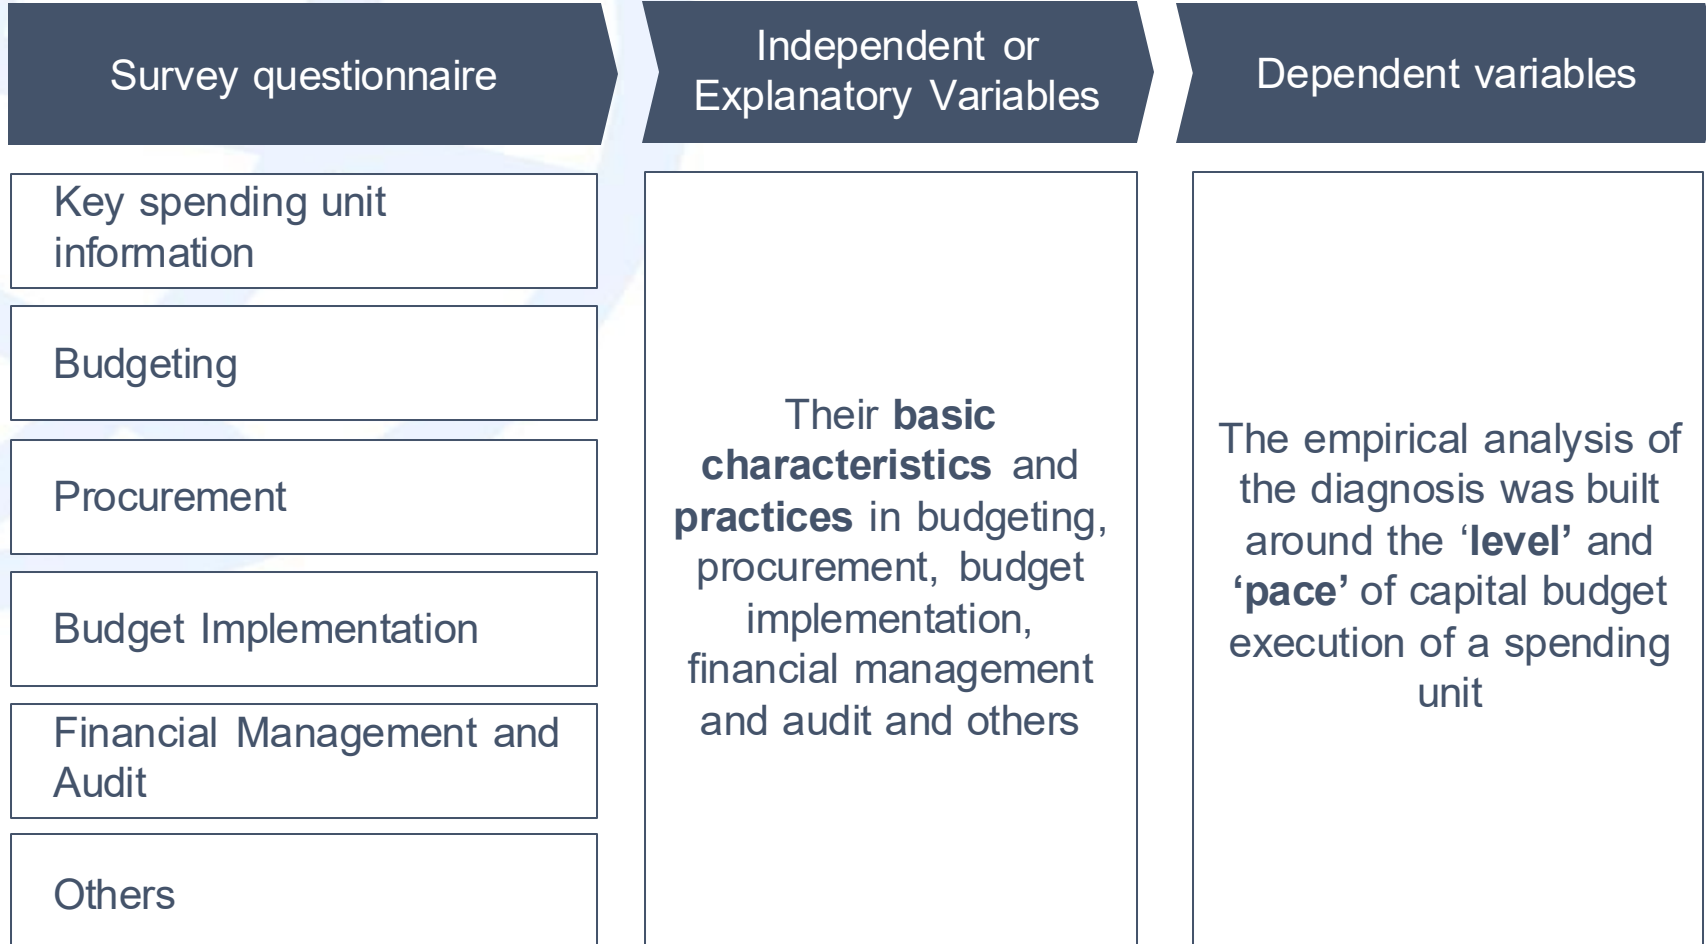 Survey questionnaire
Independent or
Explanatory Variables
Dependent variables
Key spending unit
information
Budgeting
Procurement
Budget Implementation
Financial Management and
Audit
Others
Their basic
characteristics and
practices in budgeting,
procurement, budget
implementation,
financial management
and audit and others
The empirical analysis of
the diagnosis was built
around the ‘level’ and
‘pace’ of capital budget
execution of a spending
unit